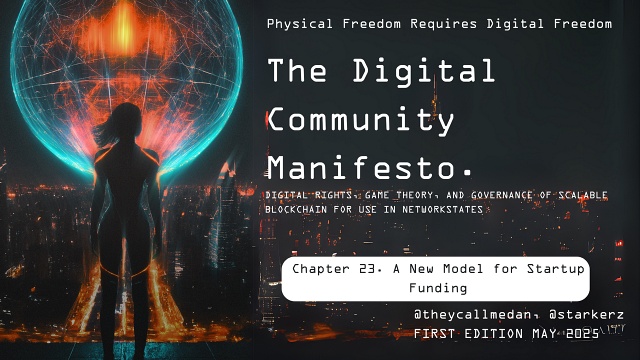 Physical Freedom Requires Digital Freedom
The Digital
Community
Manifesto.
DIGITAL RIGHTS, GAME THEORY, AND GOVERNANCE OF SCALABLE
BLOCKCHAIN FOR USE IN NETWORKSTATES
Chapter 23. A New Model for Startup
Funding
@theycallmedan, @starkerz
FIRST EDITION MAY 2025